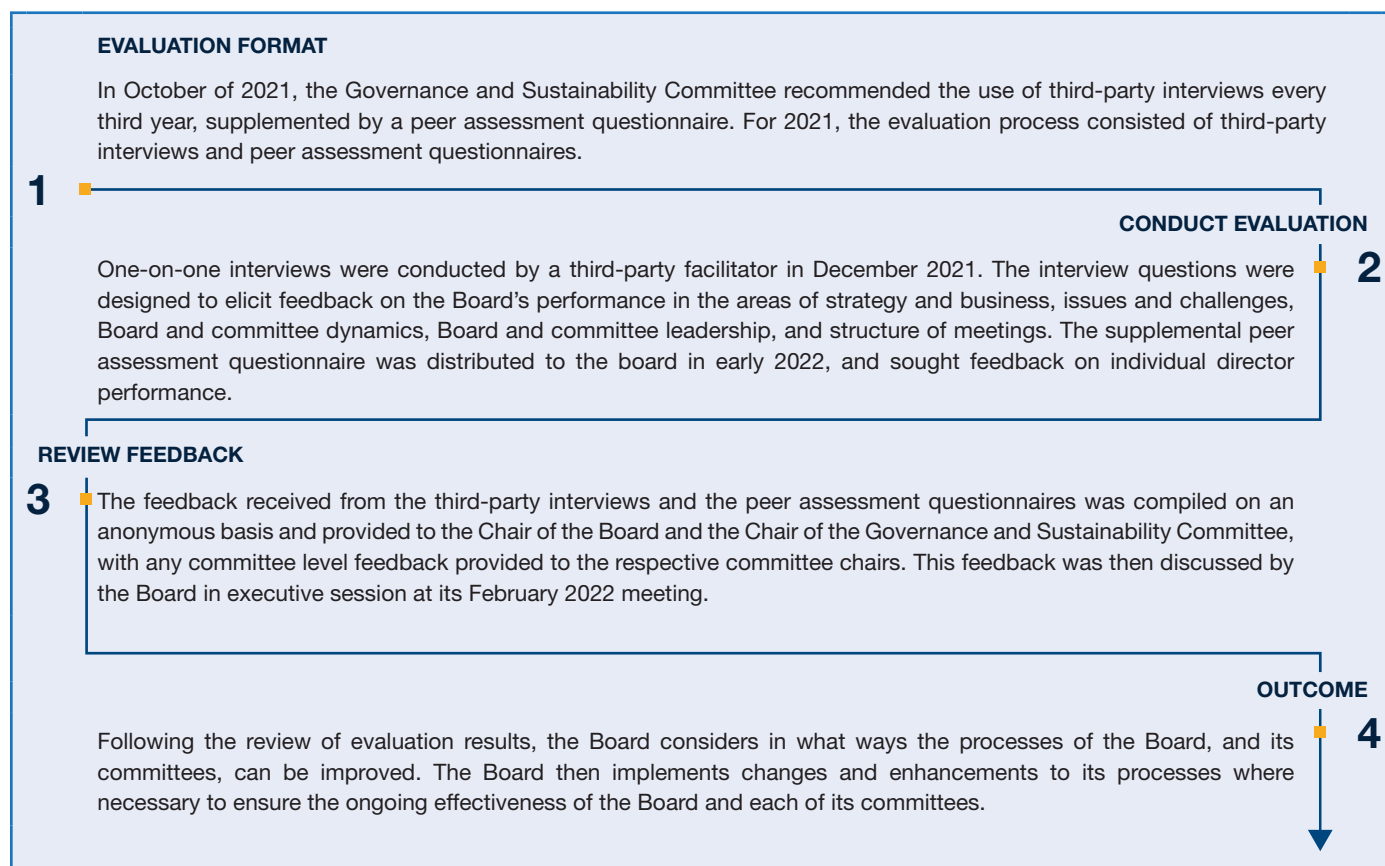 EVALUATION FORMAT
In October of 2021, the Governance and Sustainability Committee recommended the use of third-party interviews every
third year, supplemented by a peer assessment questionnaire. For 2021, the evaluation process consisted of third-party
interviews and peer assessment questionnaires.
1
CONDUCT EVALUATION
2
One-on-one interviews were conducted by a third-party facilitator in December 2021. The interview questions were
designed to elicit feedback on the Board’s performance in the areas of strategy and business, issues and challenges,
Board and committee dynamics, Board and committee leadership, and structure of meetings. The supplemental peer
assessment questionnaire was distributed to the board in early 2022, and sought feedback on individual director
performance.
REVIEW FEEDBACK
3
The feedback received from the third-party interviews and the peer assessment questionnaires was compiled on an
anonymous basis and provided to the Chair of the Board and the Chair of the Governance and Sustainability Committee,
with any committee level feedback provided to the respective committee chairs. This feedback was then discussed by
the Board in executive session at its February 2022 meeting.
OUTCOME
4
Following the review of evaluation results, the Board considers in what ways the processes of the Board, and its
committees, can be improved. The Board then implements changes and enhancements to its processes where
necessary to ensure the ongoing effectiveness of the Board and each of its committees.